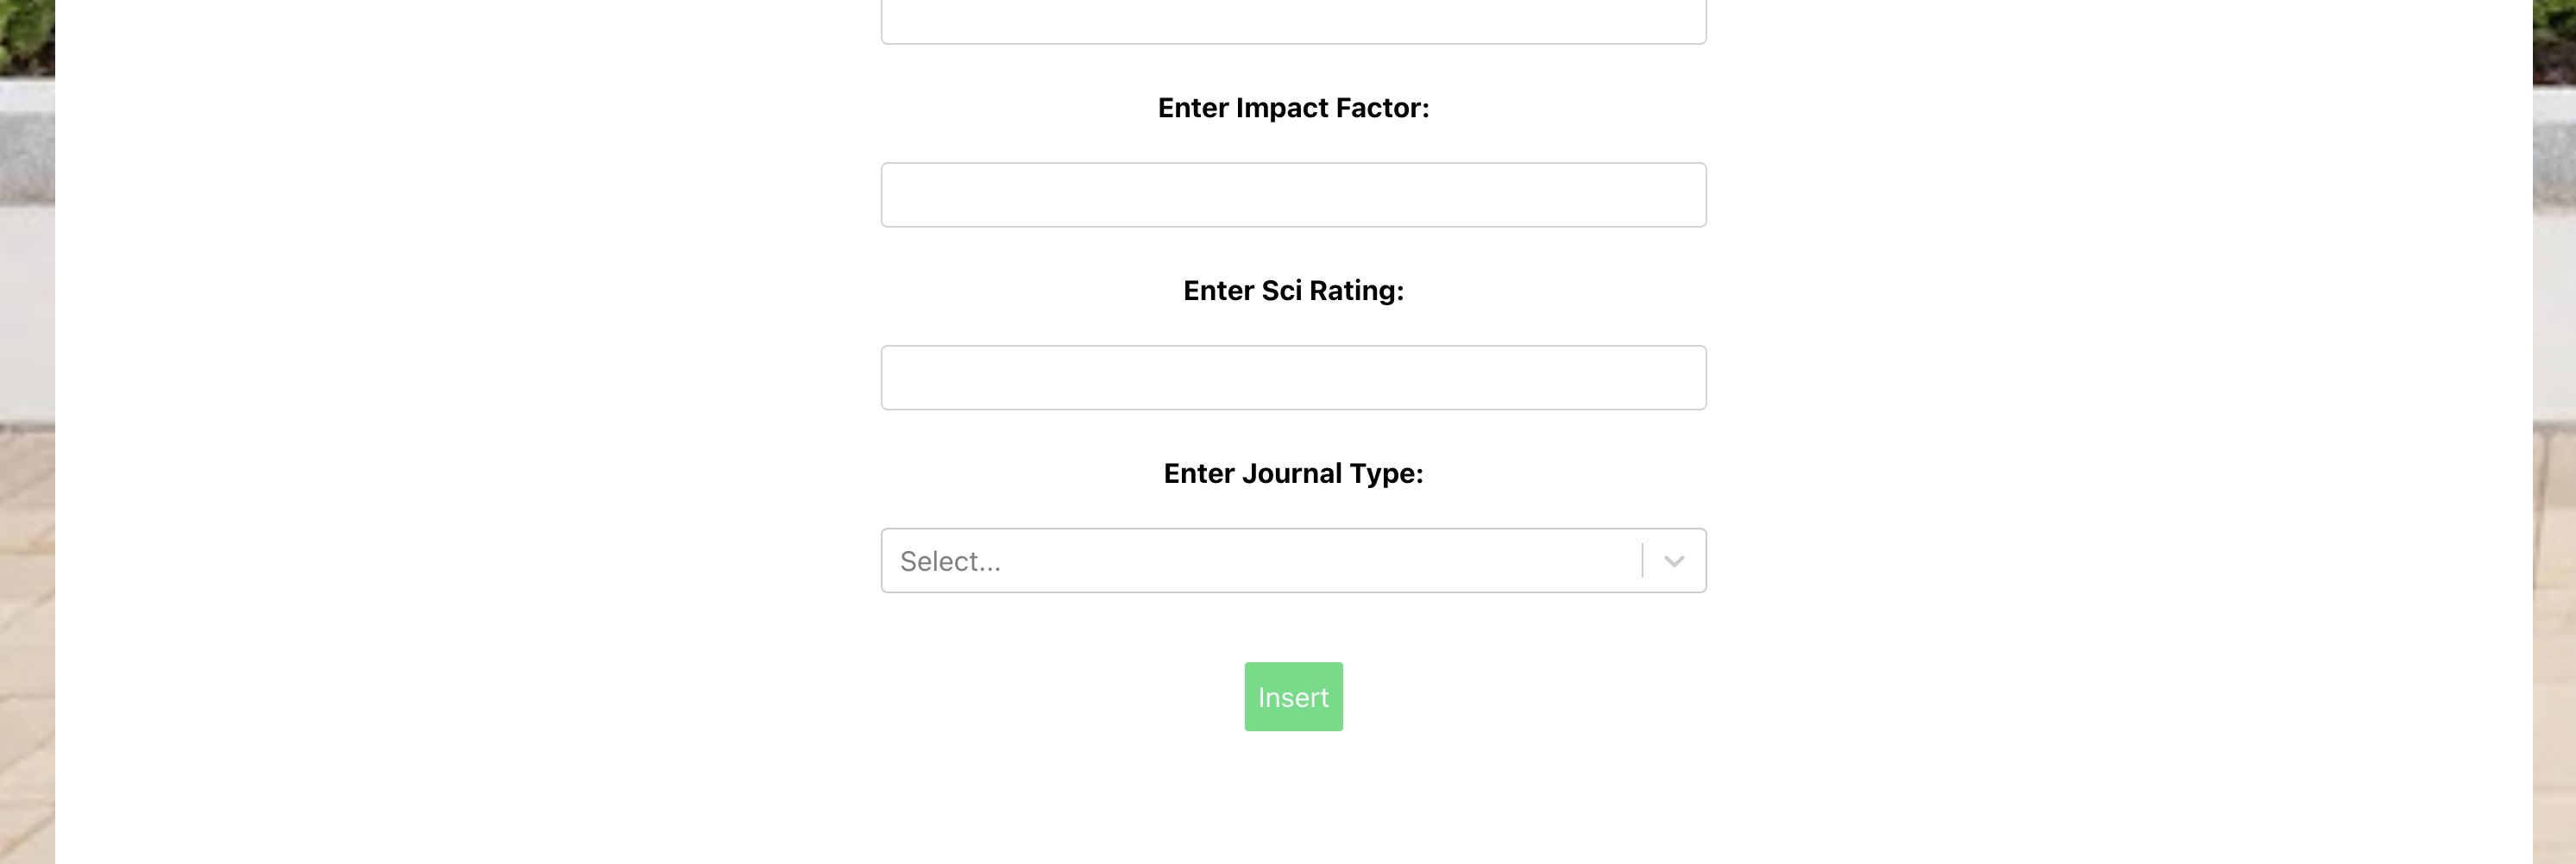 Enter Impact Factor:
Enter Sci Rating:
Enter Journal Type:
Select...
Insert